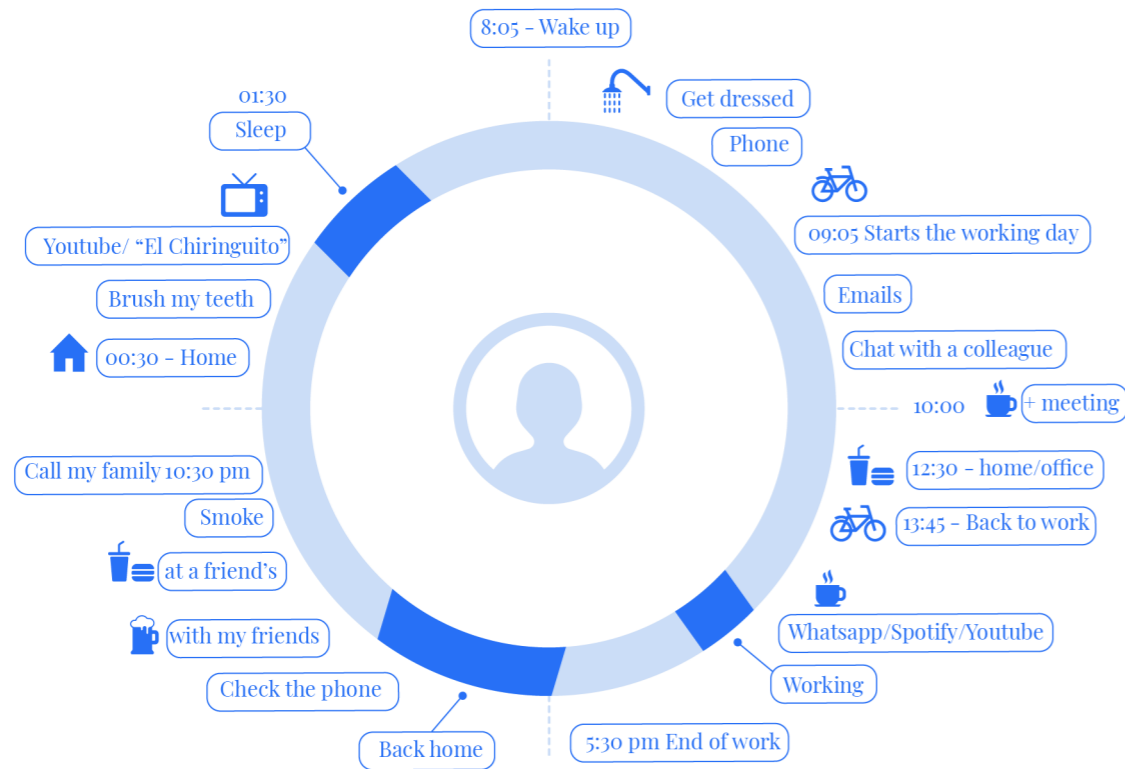 8:05 - Wake up
Get dressed
Phone
09:05 Starts the working day
Emails
Chat with a colleague
10:00
+ meeting
12:30 - home/office
13:45 - Back to work
Whatsapp/Spotify/Youtube
Working
5:30 pm End of work
Back home
Check the phone
with my friends
at a friend’s
Smoke
Call my family 10:30 pm
00:30 - Home
Brush my teeth
Youtube/ “El Chiringuito”
01:30
Sleep